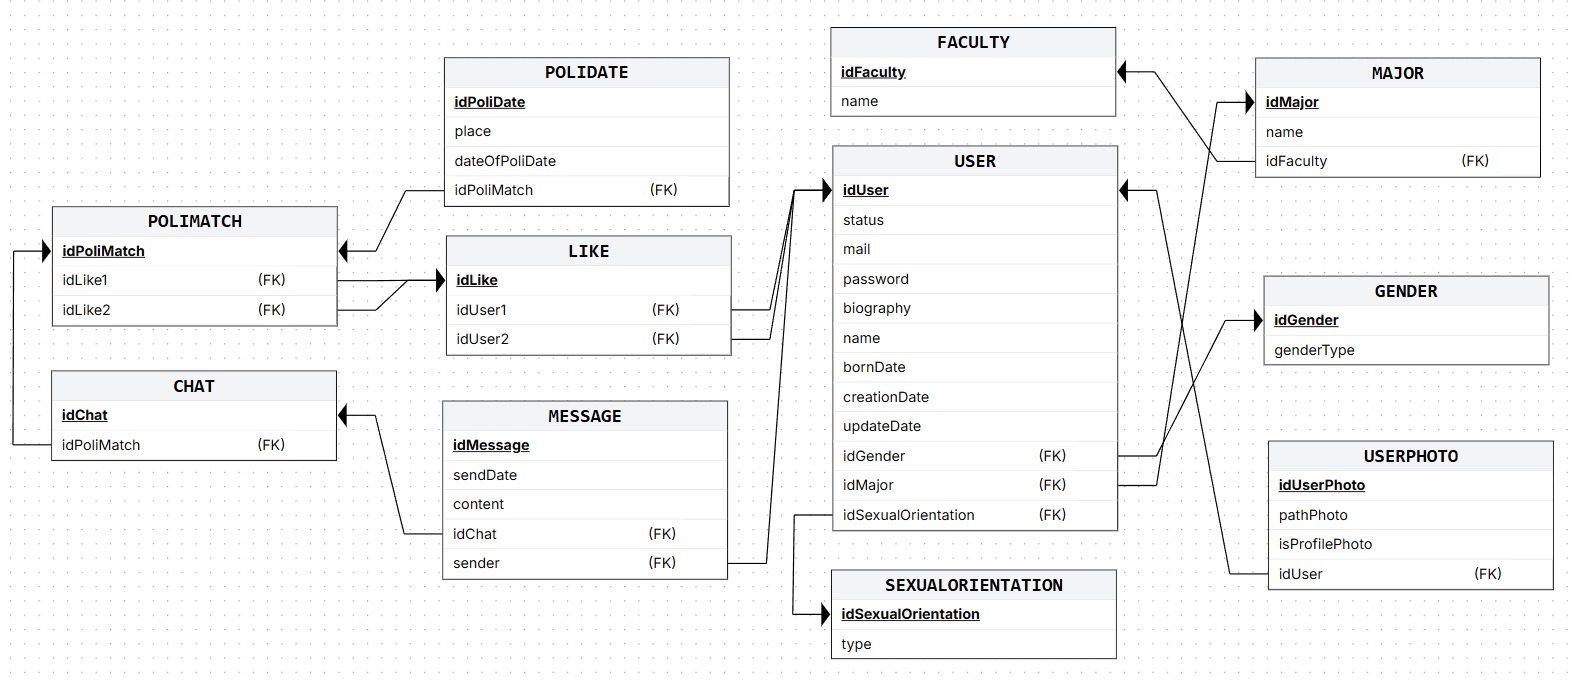 FACULTY
idFaculty
name
POLIDATE
idPoliDate
place
dateOfPoliDate
idPoliMatch (FK)
MAJOR
idMajor
name
idFaculty (FK)
USER
idUser
status
mail
password
biography
name
bornDate
creationDate
updateDate
idGender (FK)
idMajor (FK)
idSexualOrientation (FK)
POLIMATCH
idPoliMatch
idLike1 (FK)
idLike2 (FK)
LIKE
idLike
idUser1 (FK)
idUser2 (FK)
GENDER
idGender
genderType
CHAT
idChat
idPoliMatch (FK)
MESSAGE
idMessage
sendDate
content
idChat (FK)
sender (FK)
USERPHOTO
idUserPhoto
pathPhoto
isProfilePhoto
idUser (FK)
SEXUALORIENTATION
idSexualOrientation
type